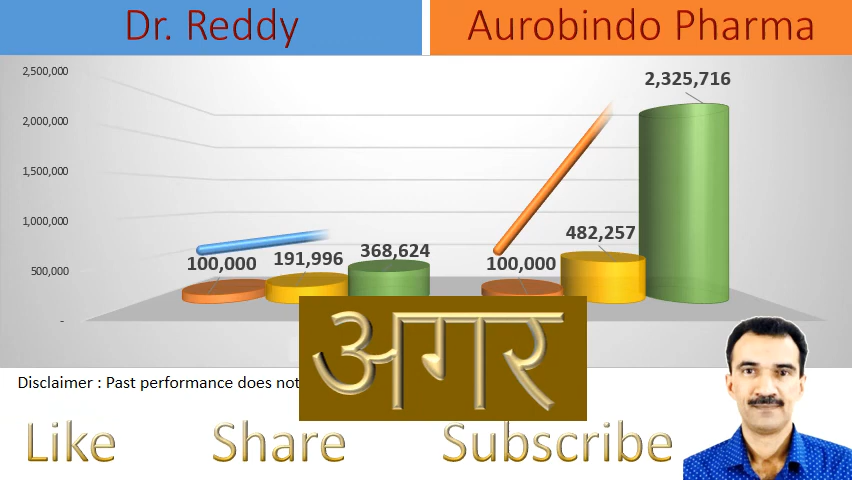 Dr. Reddy
Aurobindo Pharma
2,500,000
2,000,000
1,500,000
1,000,000
500,000
-
100,000
191,996
368,624
100,000
482,257
2,325,716
अगर
Disclaimer : Past performance does not
Like Share Subscribe